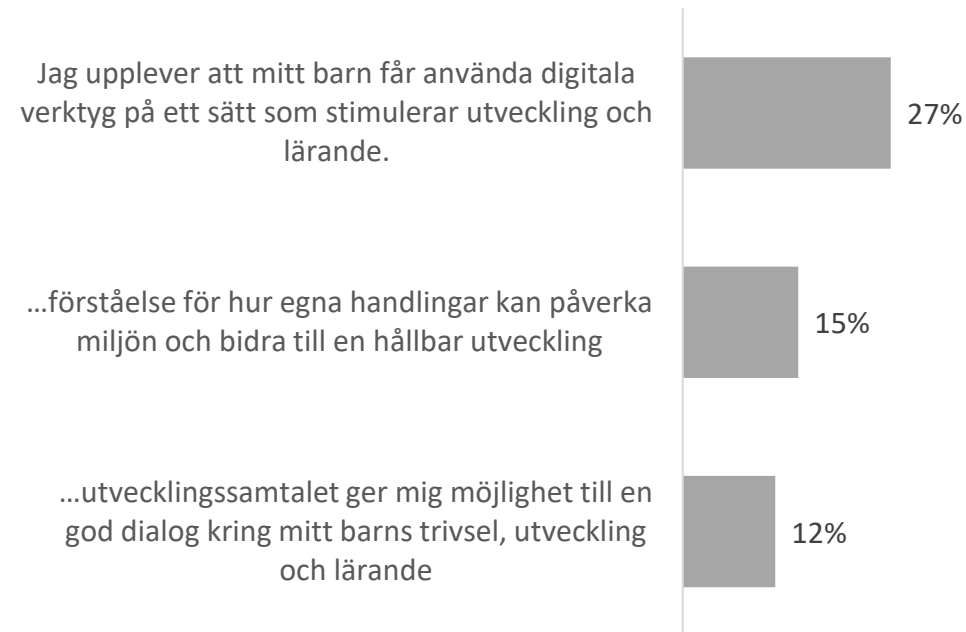 Jag upplever att mitt barn får använda digitala
verktyg på ett sätt som stimulerar utveckling och
lärande.
27%
…förståelse för hur egna handlingar kan påverka
miljön och bidra till en hållbar utveckling
15%
…utvecklingssamtalet ger mig möjlighet till en
god dialog kring mitt barns trivsel, utveckling
och lärande
12%